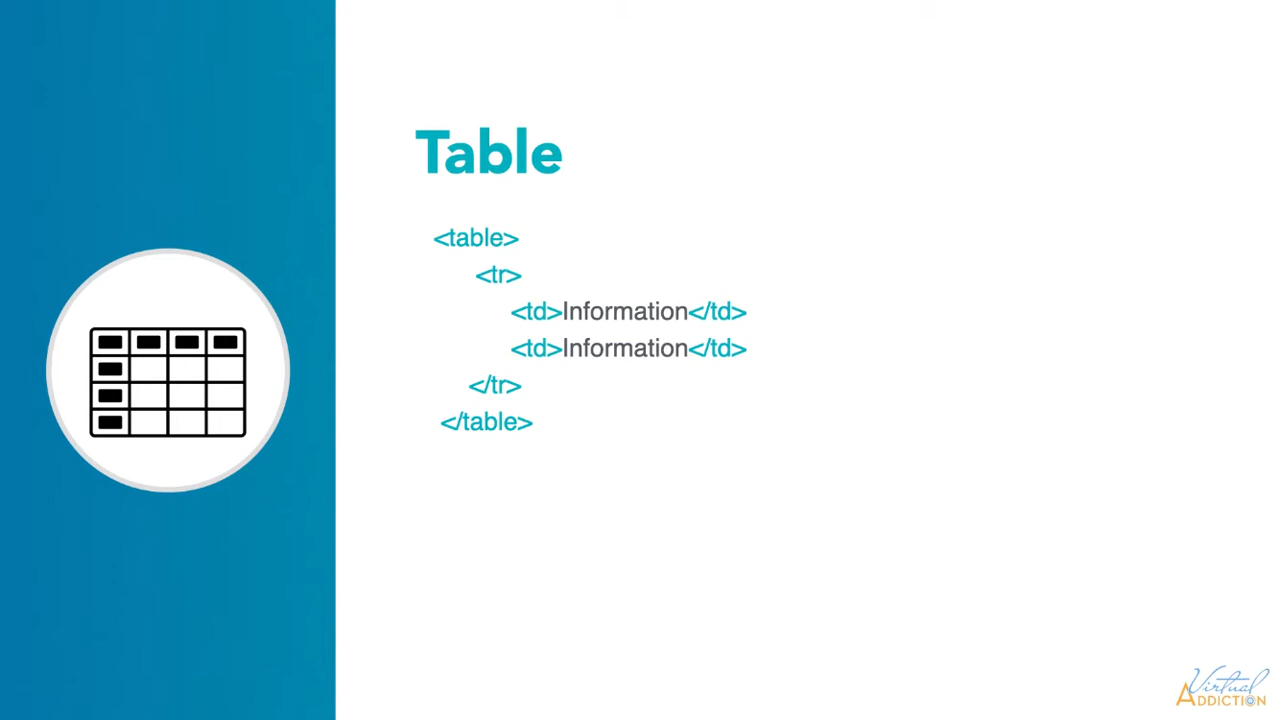 Table
<table>
<tr>
<td>Information</td>
<td>Information</td>
</tr>
</table>
Virtual
ADDICTION